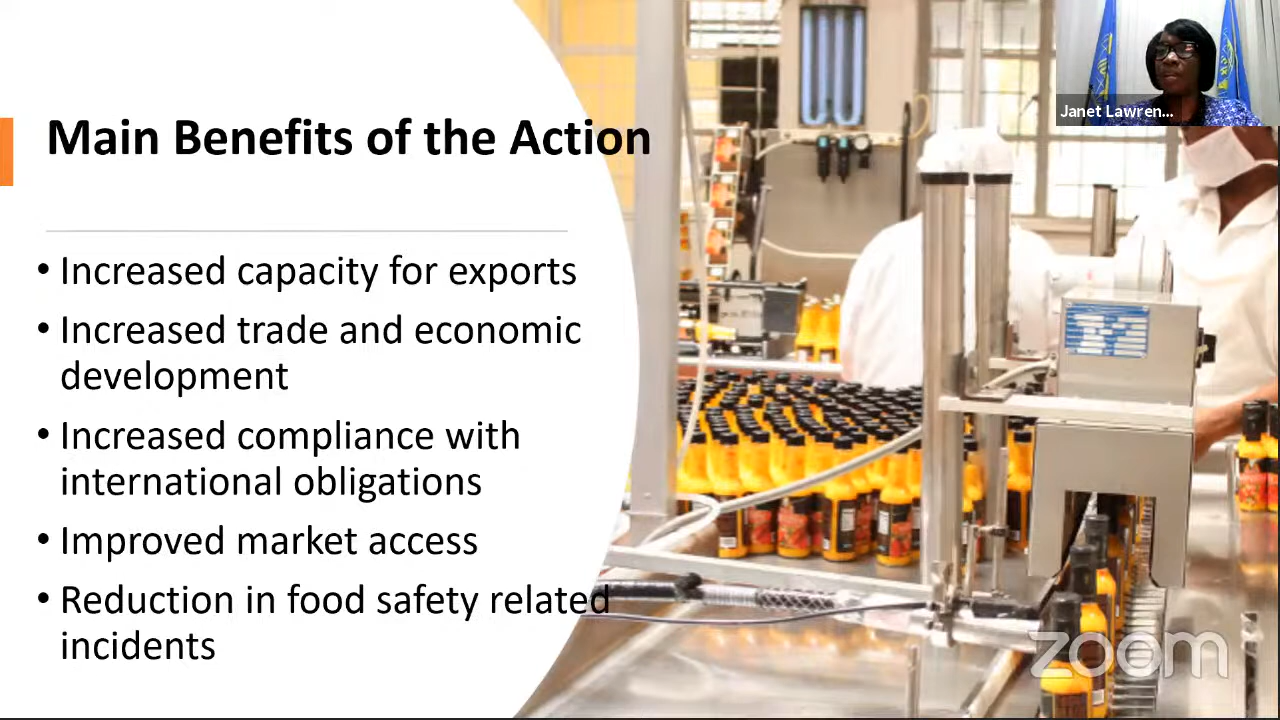 Janet Lawren...
Main Benefits of the Action
• Increased capacity for exports
• Increased trade and economic
development
• Increased compliance with
international obligations
• Improved market access
• Reduction in food safety related
incidents
zoom